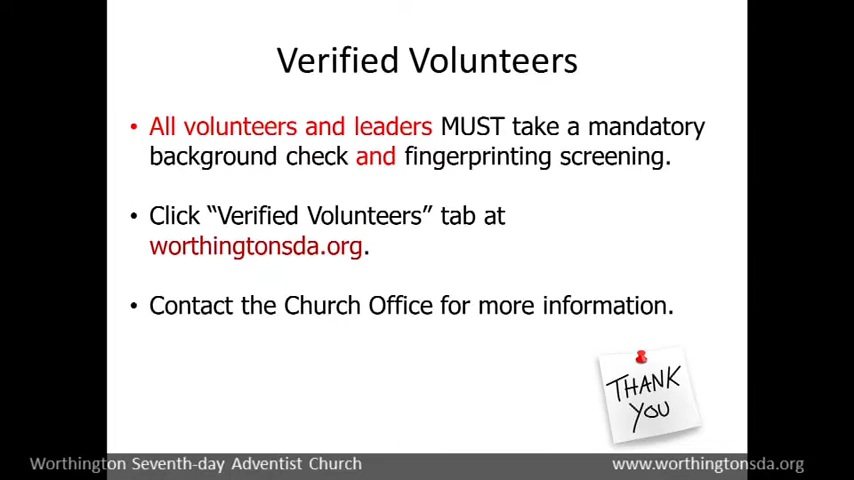 Verified Volunteers
• All volunteers and leaders MUST take a mandatory
background check and fingerprinting screening.
• Click “Verified Volunteers” tab at
worthingtonsda.org.
• Contact the Church Office for more information.
THANK
YOU
Worthington Seventh-day Adventist Church
www.worthingtonsda.org